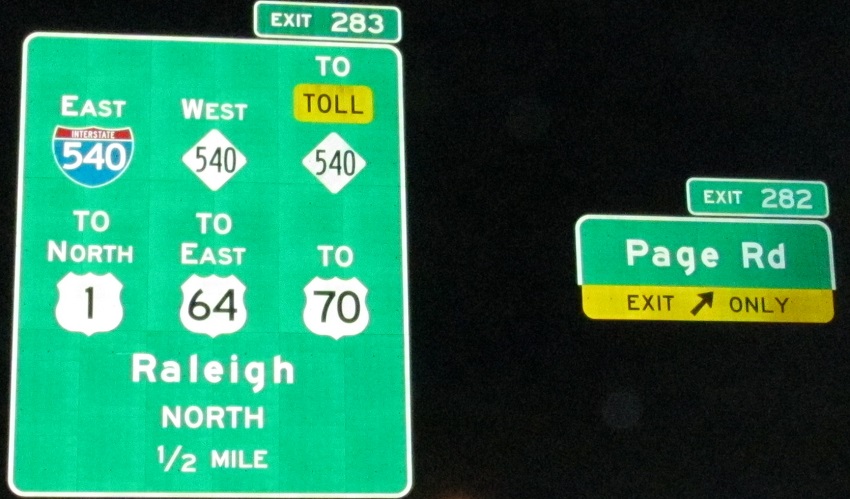 EXIT 283
TO
TOLL
EAST WEST
INTERSTATE
540 540 540
TO TO
NORTH EAST TO
1 64 70
Raleigh
NORTH
1/2 MILE
EXIT 282
Page Rd
EXIT ONLY